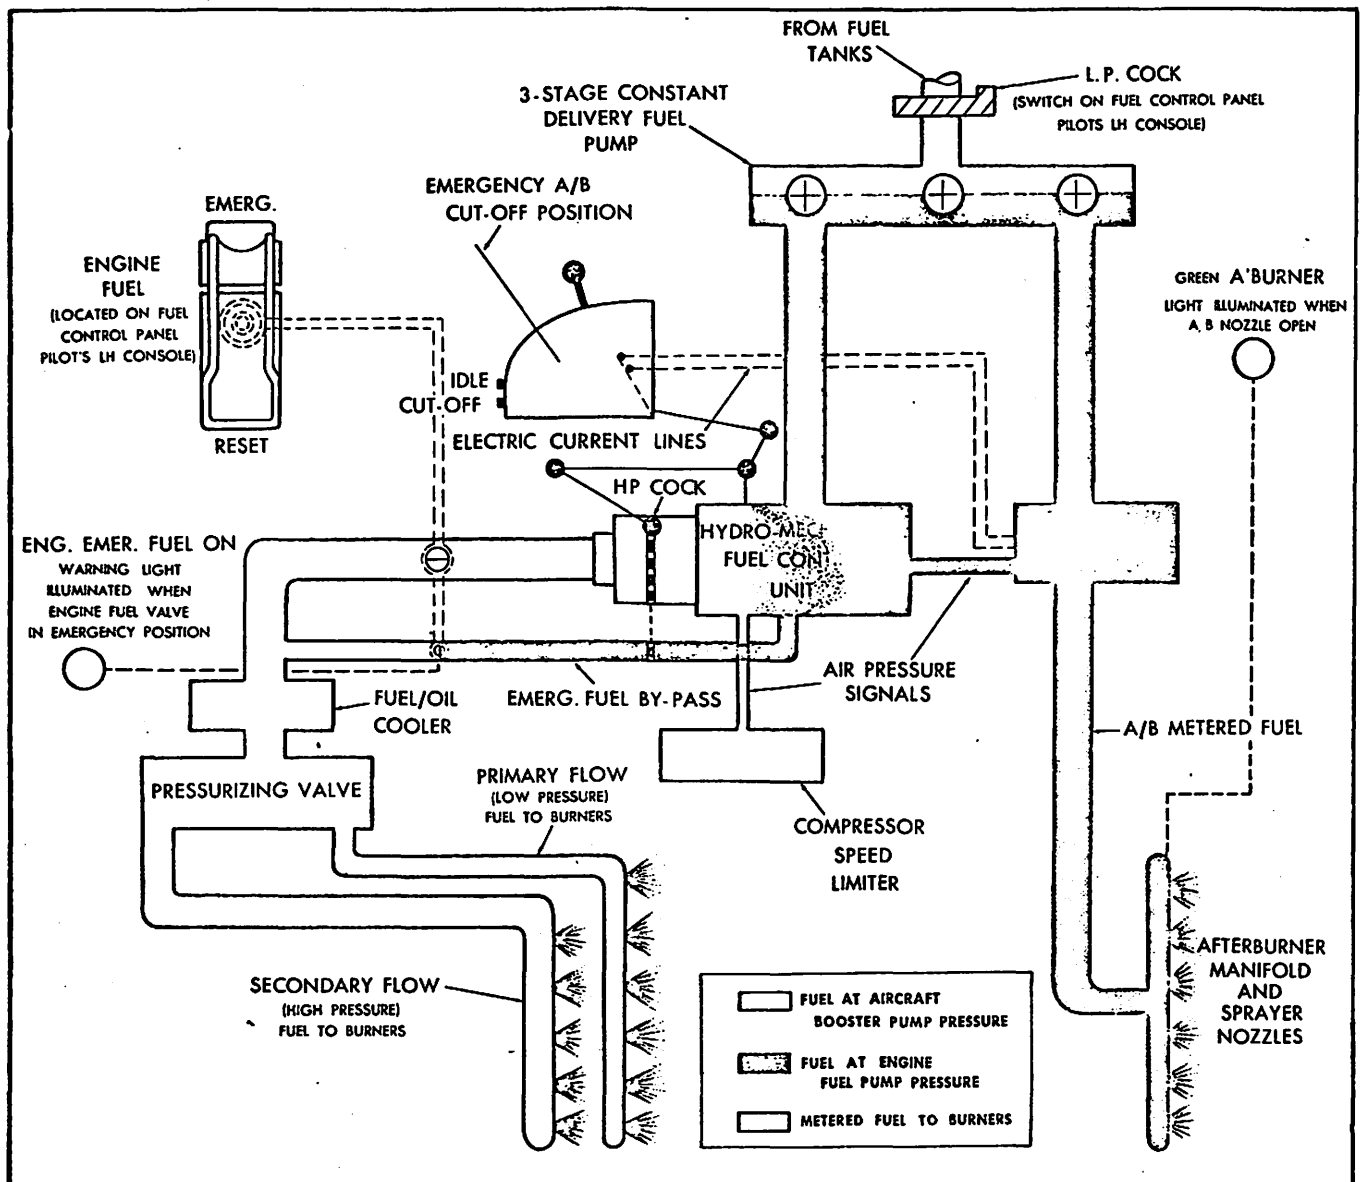 FROM FUEL
TANKS
L.P. COCK
(SWITCH ON FUEL CONTROL PANEL
PILOTS LH CONSOLE)
3-STAGE CONSTANT
DELIVERY FUEL
PUMP
EMERGENCY A/B
CUT-OFF POSITION
EMERG.
ENGINE
FUEL
(LOCATED ON FUEL
CONTROL PANEL
PILOT'S LH CONSOLE)
RESET
GREEN A'BURNER
LIGHT ILLUMINATED WHEN
A, B NOZZLE OPEN
IDLE
CUT-OFF
ELECTRIC CURRENT LINES
HP COCK
HYDRO-MECH
FUEL CON
UNIT
ENG. EMER. FUEL ON
WARNING LIGHT
ILLUMINATED WHEN
ENGINE FUEL VALVE
IN EMERGENCY POSITION
FUEL/OIL
COOLER
EMERG. FUEL BY-PASS
AIR PRESSURE
SIGNALS
A/B METERED FUEL
PRESSURIZING VALVE
PRIMARY FLOW
(LOW PRESSURE)
FUEL TO BURNERS
COMPRESSOR
SPEED
LIMITER
SECONDARY FLOW
(HIGH PRESSURE)
FUEL TO BURNERS
AFTERBURNER
MANIFOLD
AND
SPRAYER
NOZZLES
FUEL AT AIRCRAFT
BOOSTER PUMP PRESSURE
FUEL AT ENGINE
FUEL PUMP PRESSURE
METERED FUEL TO BURNERS